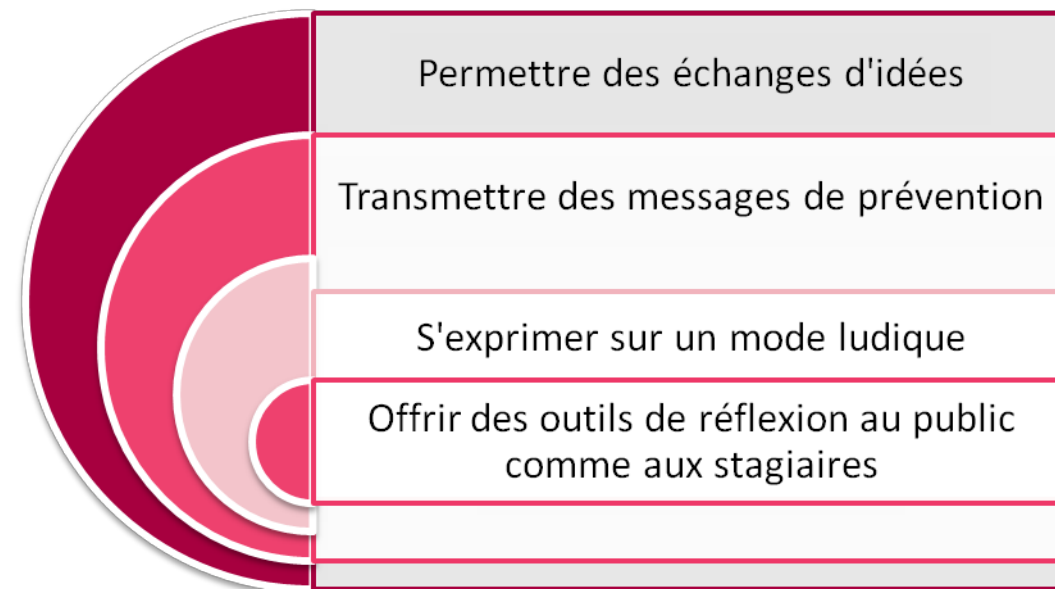 Permettre des échanges d'idées
Transmettre des messages de prévention
S'exprimer sur un mode ludique
Offrir des outils de réflexion au public
comme aux stagiaires